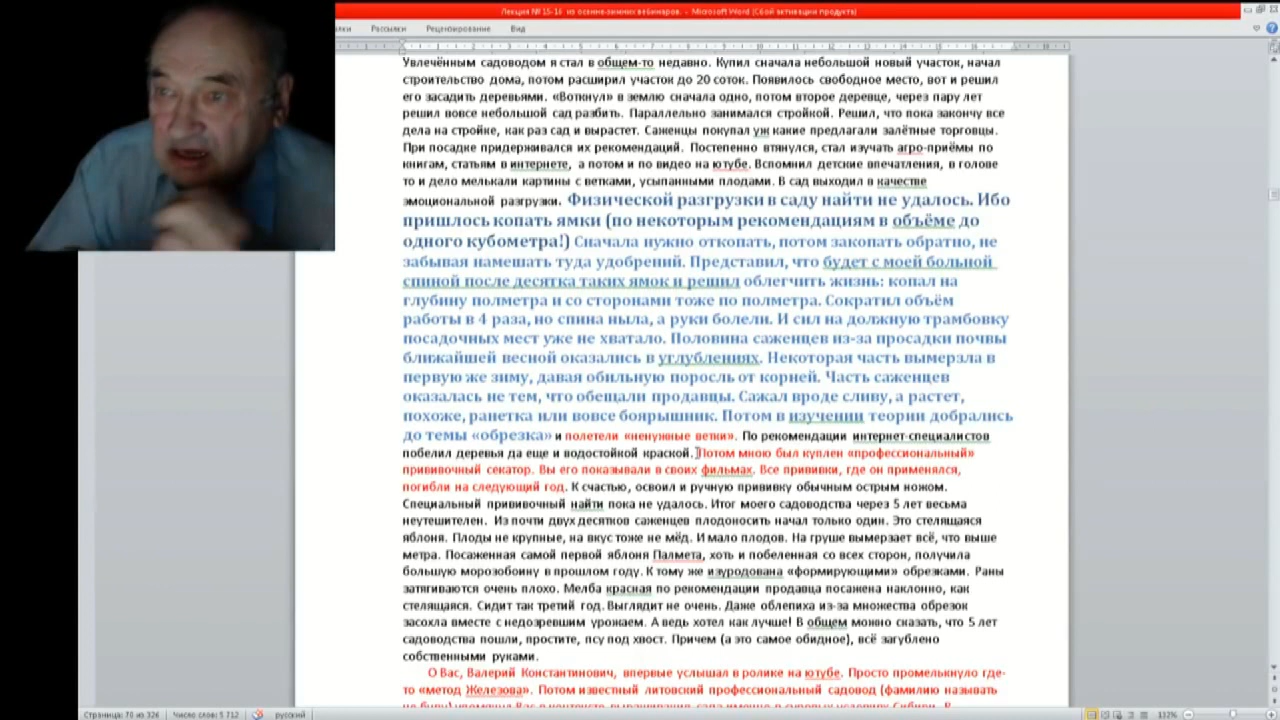 Лекция № 15-16 из осенне-зимних вебинаров. - Microsoft Word (Сбой активации продукта)
лки Рассылки Рецензирование Вид
Увлечённым садоводом я стал в общем-то недавно. Купил сначала небольшой новый участок, начал
строительство дома, потом расширил участок до 20 соток. Появилось свободное место, вот и решил
его засадить деревьями. «Воткнул» в землю сначала одно, потом второе деревце, через пару лет
решил вовсе небольшой сад разбить. Параллельно занимался стройкой. Решил, что пока закончу все
дела на стройке, как раз сад и вырастет. Саженцы покупал уж какие предлагали залётные торговцы.
При посадке придерживался их рекомендаций. Постепенно втянулся, стал изучать агро-приёмы по
книгам, статьям в интернете, а потом и по видео на ютубе. Вспомнил детские впечатления, в голове
то и дело мелькали картины с ветками, усыпанными плодами. В сад выходил в качестве
эмоциональной разгрузки. Физической разгрузки в саду найти не удалось. Ибо
пришлось копать ямки (по некоторым рекомендациям в объёме до
одного кубометра!) Сначала нужно откопать, потом закопать обратно, не
забывая намешать туда удобрений. Представил, что будет с моей больной
спиной после десятка таких ямок и решил облегчить жизнь: копал на
глубину полметра и со сторонами тоже по полметра. Сократил объём
работы в 4 раза, но спина ныла, а руки болели. И сил на должную трамбовку
посадочных мест уже не хватало. Половина саженцев из-за просадки почвы
ближайшей весной оказались в углублениях. Некоторая часть вымерзла в
первую же зиму, давая обильную поросль от корней. Часть саженцев
оказалась не тем, что обещали продавцы. Сажал вроде сливу, а растет,
похоже, ранетка или вовсе боярышник. Потом в изучении теории добрались
до темы «обрезка» и полетели «ненужные ветки». По рекомендации интернет-специалистов
побелил деревья да еще и водостойкой краской. Потом мною был куплен «профессиональный»
прививочный секатор. Вы его показывали в своих фильмах. Все прививки, где он применялся,
погибли на следующий год. К счастью, освоил и ручную прививку обычным острым ножом.
Специальный прививочный найти пока не удалось. Итог моего садоводства через 5 лет весьма
неутешителен. Из почти двух десятков саженцев плодоносить начал только один. Это стелящаяся
яблоня. Плоды не крупные, на вкус тоже не мёд. И мало плодов. На груше вымерзает всё, что выше
метра. Посаженная самой первой яблоня Палмета, хоть и побеленная со всех сторон, получила
большую морозобоину в прошлом году. К тому же изуродована «формирующими» обрезками. Раны
затягиваются очень плохо. Мелба красная по рекомендации продавца посажена наклонно, как
стелящаяся. Сидит так третий год. Выглядит не очень. Даже облепиха из-за множества обрезок
засохла вместе с недозревшим урожаем. А ведь хотел как лучше! В общем можно сказать, что 5 лет
садоводства пошли, простите, псу под хвост. Причем (а это самое обидное), всё загублено
собственными руками.
О Вас, Валерий Константинович, впервые услышал в ролике на ютубе. Просто промелькнуло где-
то «метод Железова». Потом известный литовский профессиональный садовод (фамилию называть
Страница: 70 из 326 Число слов: 5 712 русский 132%